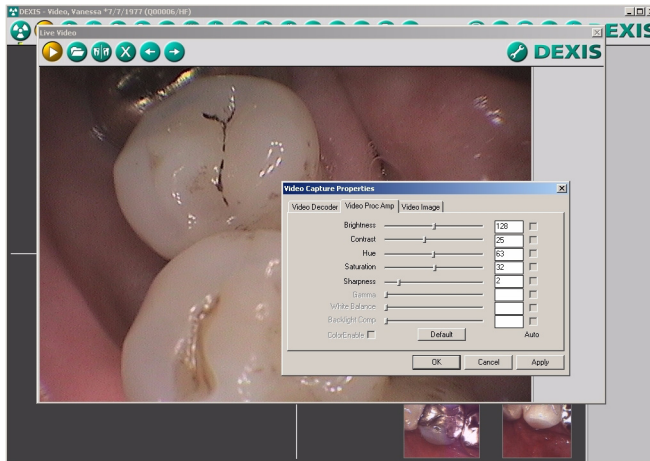 DEXIS - Video, Vanessa *7/7/1977 (Q00006/HF)
Live Video
DEXIS
DEXIS
Video Capture Properties
Video Decoder Video Proc Amp Video Image
Brightness 128
Contrast 25
Hue 63
Saturation 32
Sharpness 2
Gamma
White Balance
Backlight Comp
ColorEnable Default Auto
OK Cancel Apply